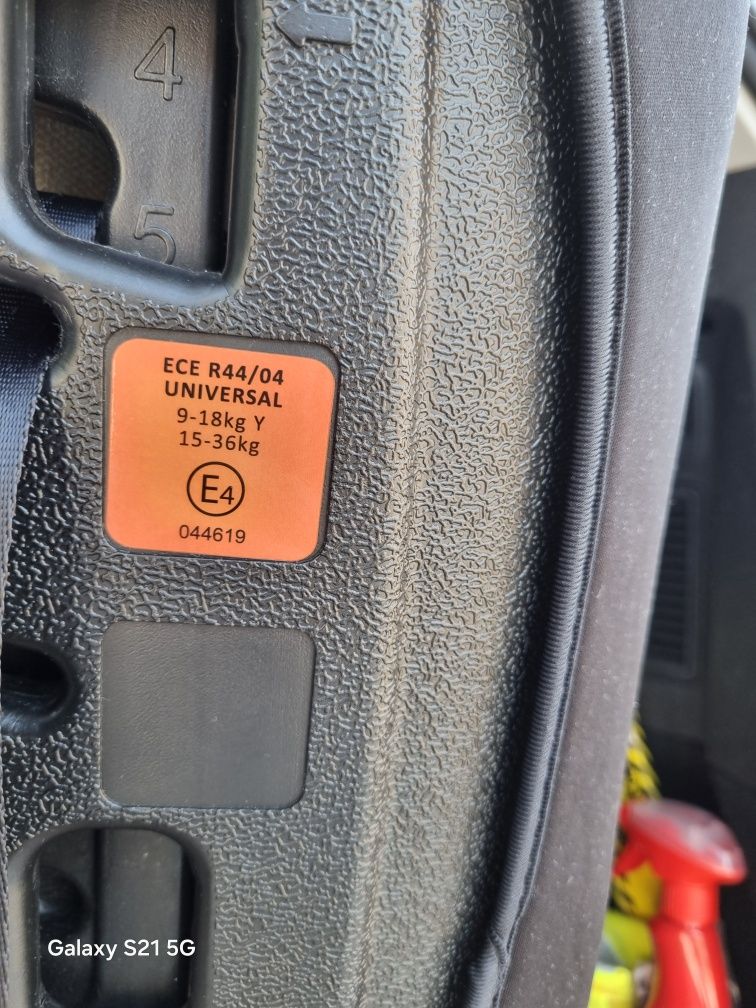 4
5
ECE R44/04
UNIVERSAL
9-18kg Y
15-36kg
E4
044619
Galaxy S21 5G